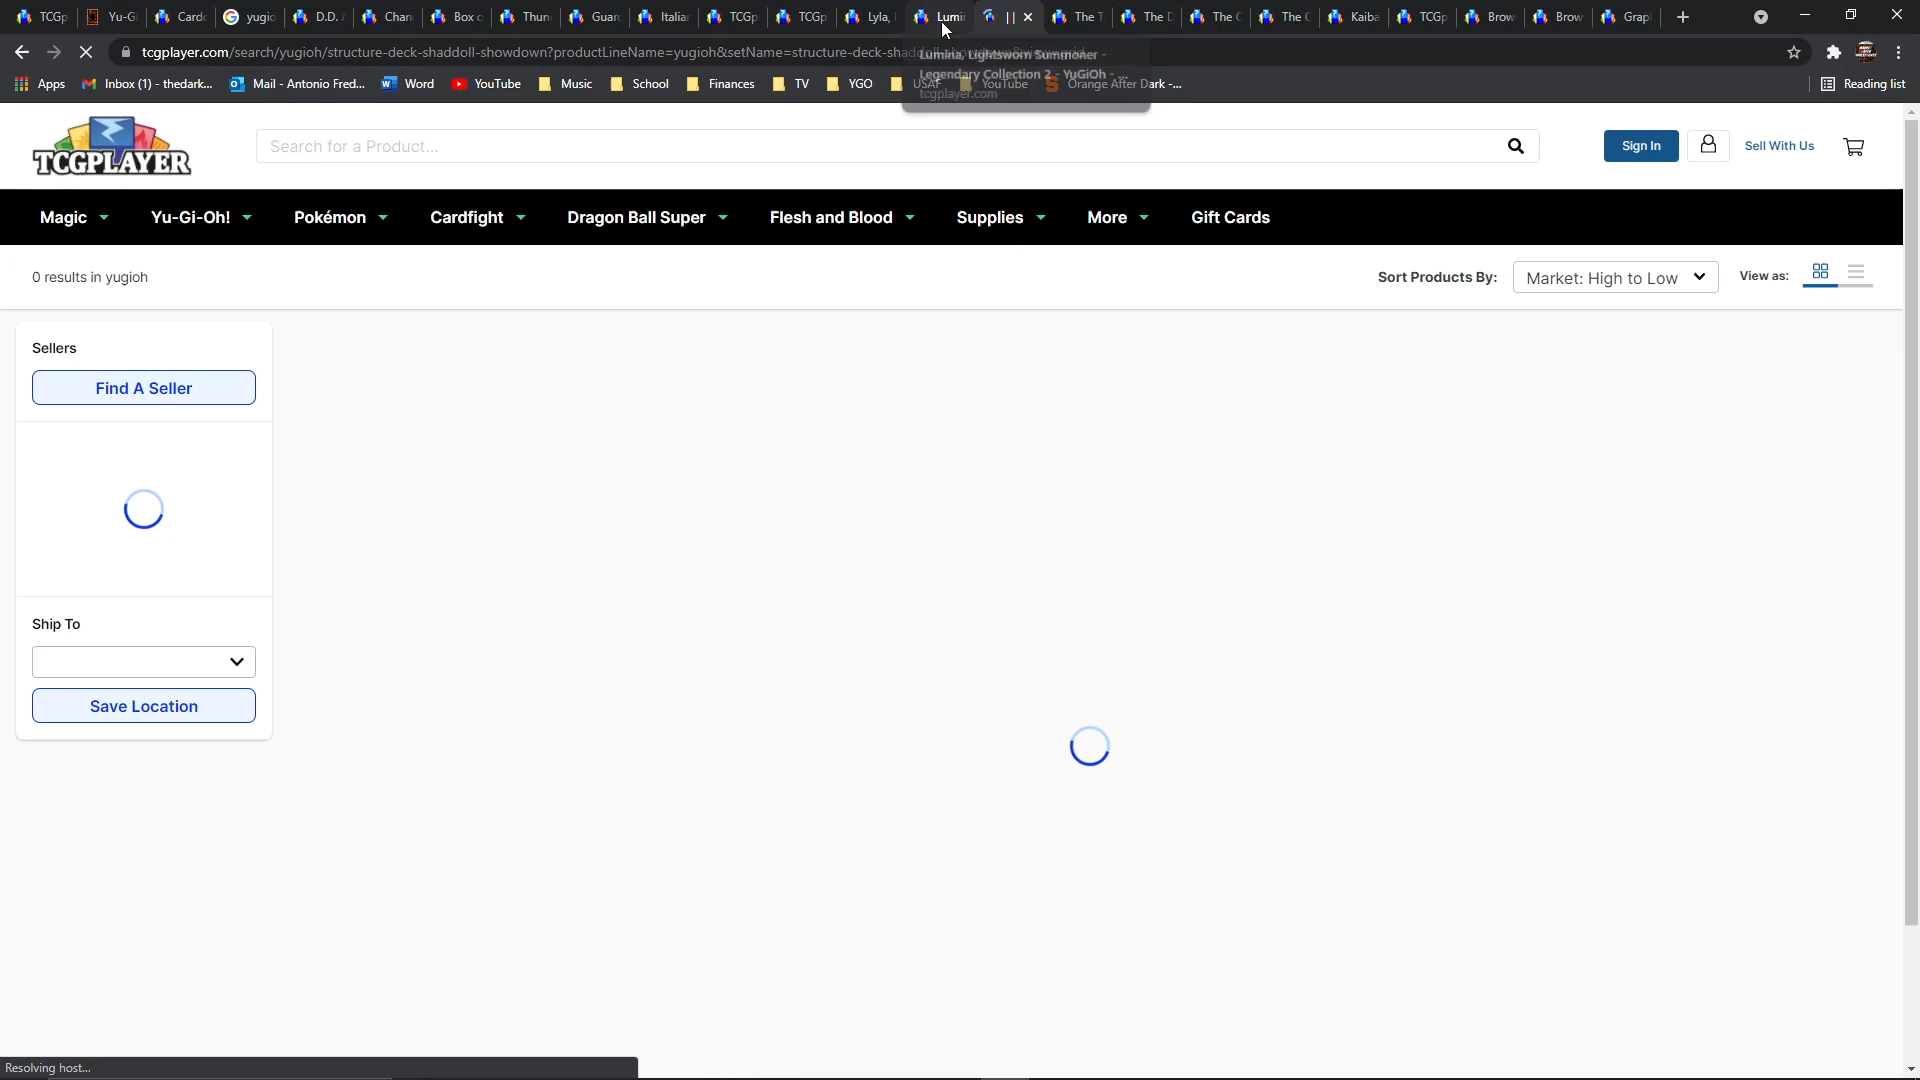 TCGp Yu-Gi Card yugio D.D. Chan Box o Thun Guar Italia TCGp TCGp Lyla, Lumi || The T The D The C The C Kaiba TCGp Brow Brow Grap
tcgplayer.com/search/yugioh/structure-deck-shaddoll-showdown?productLineName=yugioh&setName=structure-deck-shaddoll-showdown
Lumina, Lightsworn Summoner -
Legendary Collection 2 - YuGiOh - ...
tcgplayer.com
Apps Inbox (1) - thedark... Mail - Antonio Fred... Word YouTube Music School Finances TV YGO USAF YouTube Orange After Dark -... Reading list
TCGPLAYER
Search for a Product...
Sign In
Sell With Us
Magic Yu-Gi-Oh! Pokémon Cardfight Dragon Ball Super Flesh and Blood Supplies More Gift Cards
0 results in yugioh
Sort Products By: Market: High to Low View as:
Sellers
Find A Seller
Ship To
Save Location
Resolving host...